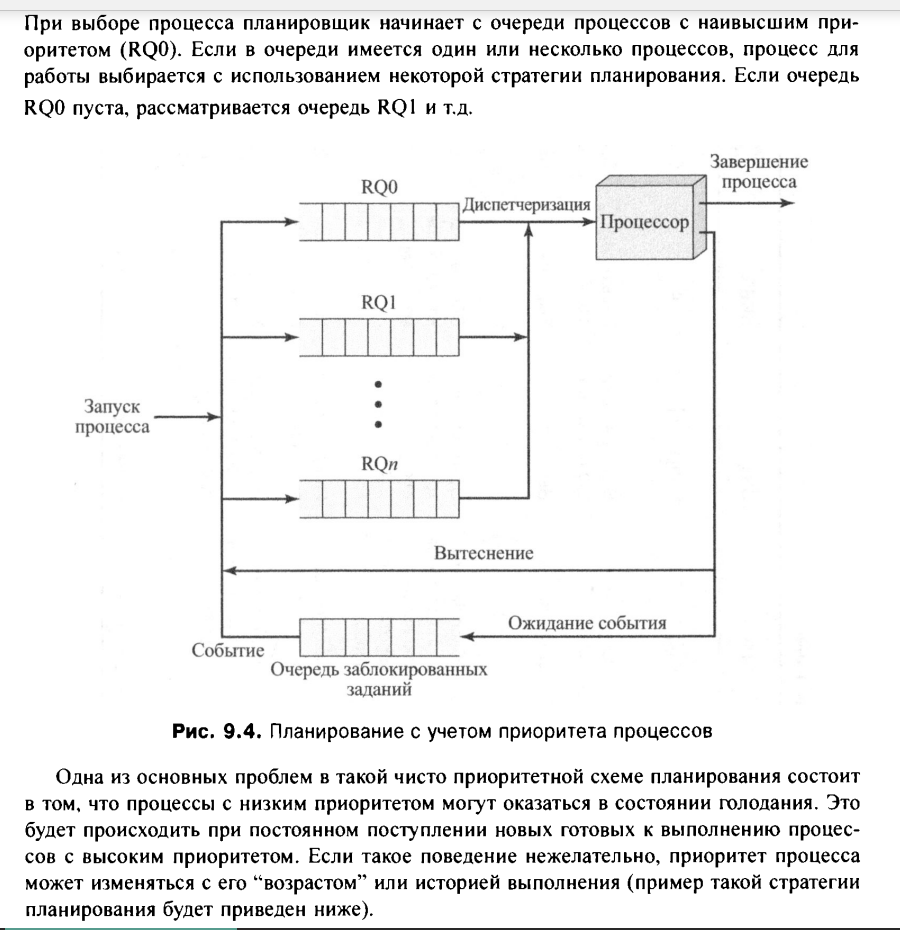 При выборе процесса планировщик начинает с очереди процессов с наивысшим при-
оритетом (RQ0). Если в очереди имеется один или несколько процессов, процесс для
работы выбирается с использованием некоторой стратегии планирования. Если очередь
RQ0 пуста, рассматривается очередь RQ1 и т.д.
Завершение
процесса
RQ0
Диспетчеризация
Процессор
RQ1
Запуск
процесса
RQn
Вытеснение
Ожидание события
Событие
Очередь заблокированных
заданий
Рис. 9.4. Планирование с учетом приоритета процессов
Одна из основных проблем в такой чисто приоритетной схеме планирования состоит
в том, что процессы с низким приоритетом могут оказаться в состоянии голодания. Это
будет происходить при постоянном поступлении новых готовых к выполнению процес-
сов с высоким приоритетом. Если такое поведение нежелательно, приоритет процесса
может изменяться с его “возрастом” или историей выполнения (пример такой стратегии
планирования будет приведен ниже).